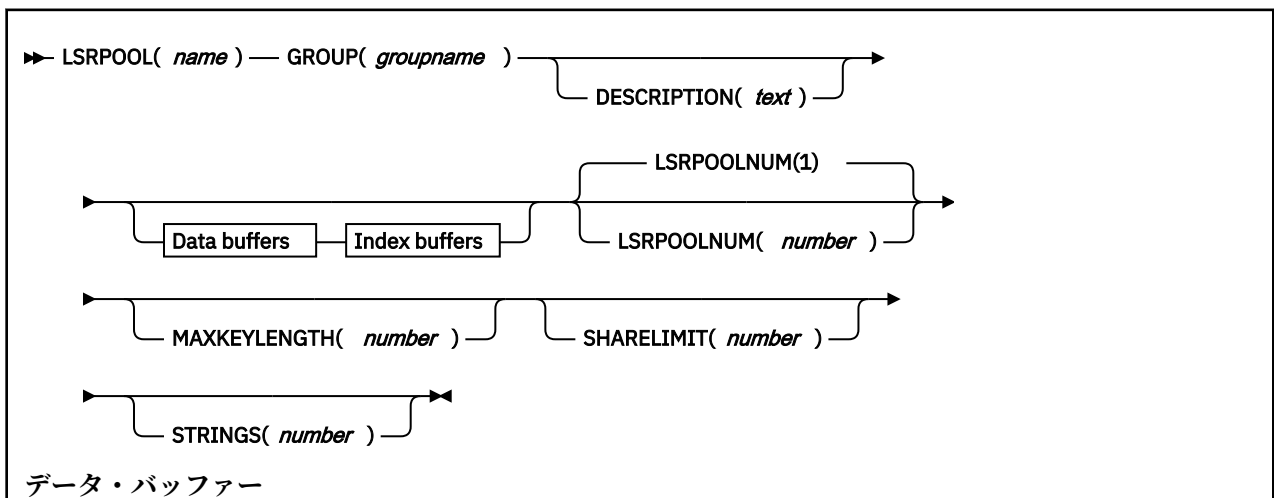 LSRPOOL( name ) GROUP( groupname )
DESCRIPTION( text )
LSRPOOLNUM(1)
Data buffers Index buffers
LSRPOOLNUM( number )
MAXKEYLENGTH( number ) SHARELIMIT( number )
STRINGS( number )
データ・バッファー